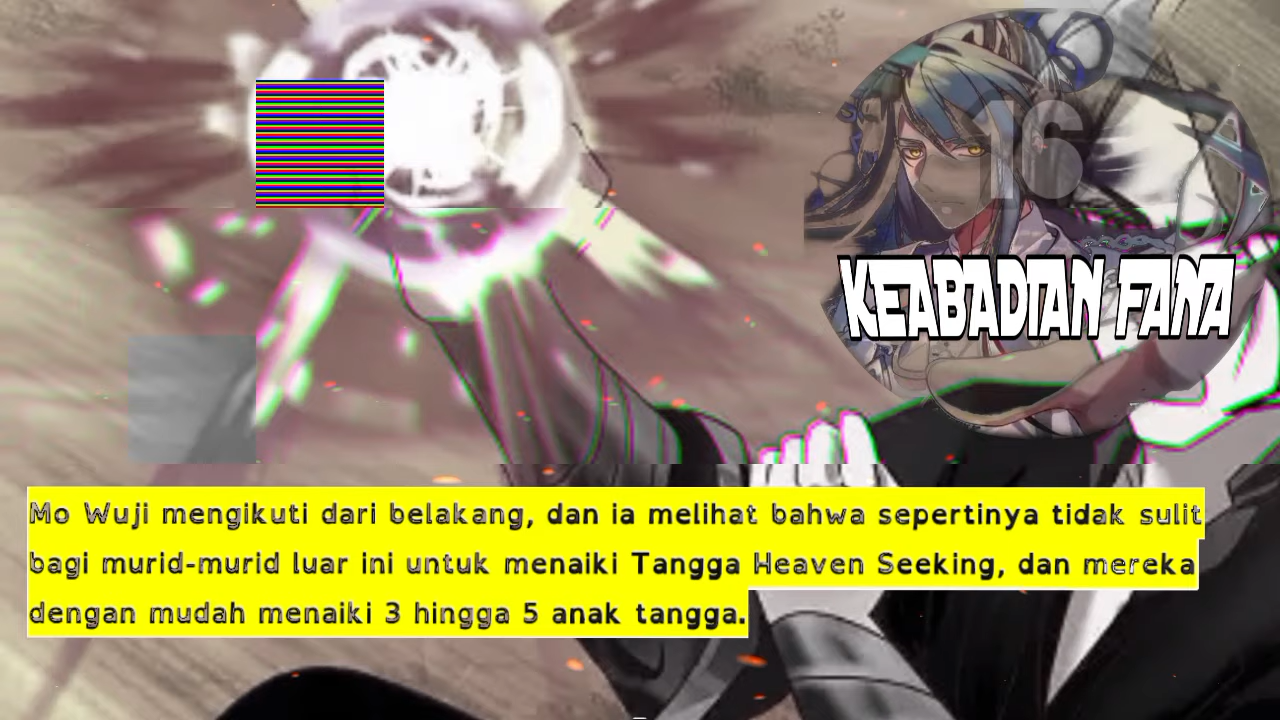 16
KEABADIAN FANA
Mo Wuji mengikuti dari belakang, dan ia melihat bahwa sepertinya tidak sulit
bagi murid-murid luar ini untuk menaiki Tangga Heaven Seeking, dan mereka
dengan mudah menaiki 3 hingga 5 anak tangga.